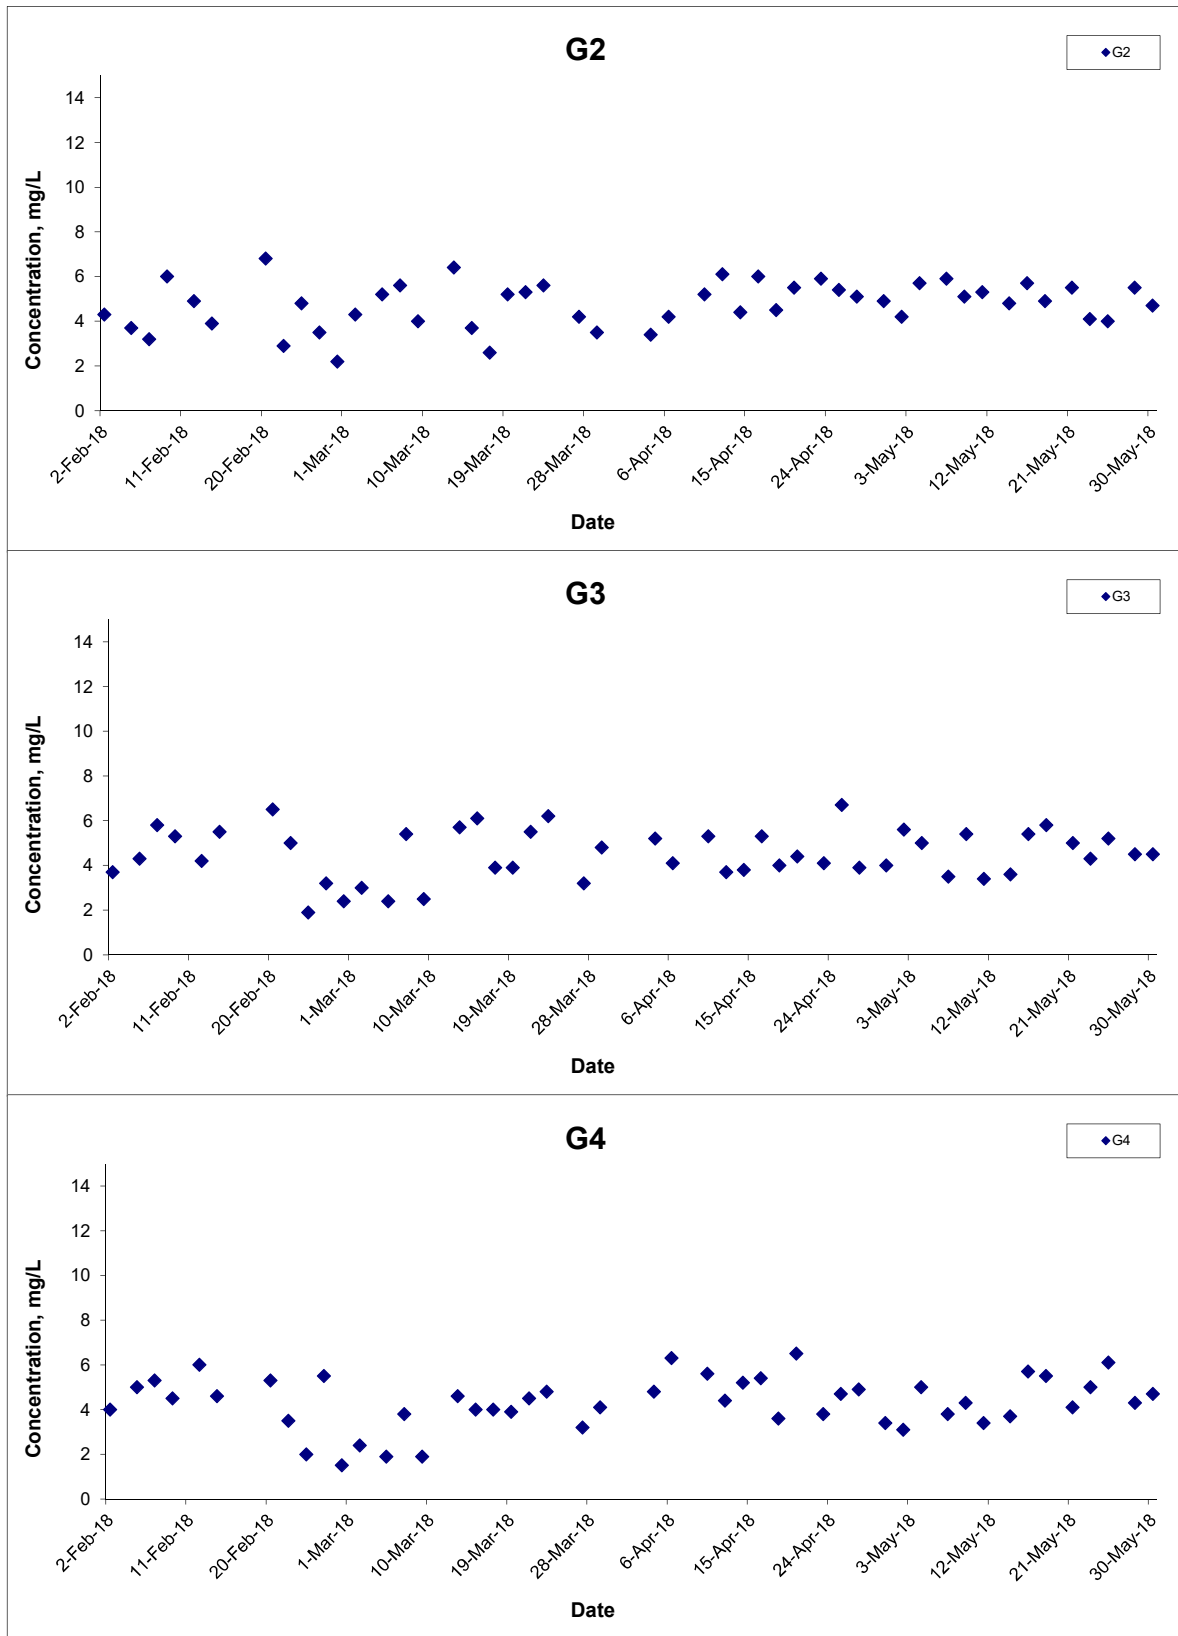 G2
G2
14
12
10
8
6
4
2
0
Concentration, mg/L
2-Feb-18
11-Feb-18
20-Feb-18
1-Mar-18
10-Mar-18
19-Mar-18
28-Mar-18
6-Apr-18
15-Apr-18
24-Apr-18
3-May-18
12-May-18
21-May-18
30-May-18
Date
G3
G3
14
12
10
8
6
4
2
0
Concentration, mg/L
2-Feb-18
11-Feb-18
20-Feb-18
1-Mar-18
10-Mar-18
19-Mar-18
28-Mar-18
6-Apr-18
15-Apr-18
24-Apr-18
3-May-18
12-May-18
21-May-18
30-May-18
Date
G4
G4
14
12
10
8
6
4
2
0
Concentration, mg/L
2-Feb-18
11-Feb-18
20-Feb-18
1-Mar-18
10-Mar-18
19-Mar-18
28-Mar-18
6-Apr-18
15-Apr-18
24-Apr-18
3-May-18
12-May-18
21-May-18
30-May-18
Date